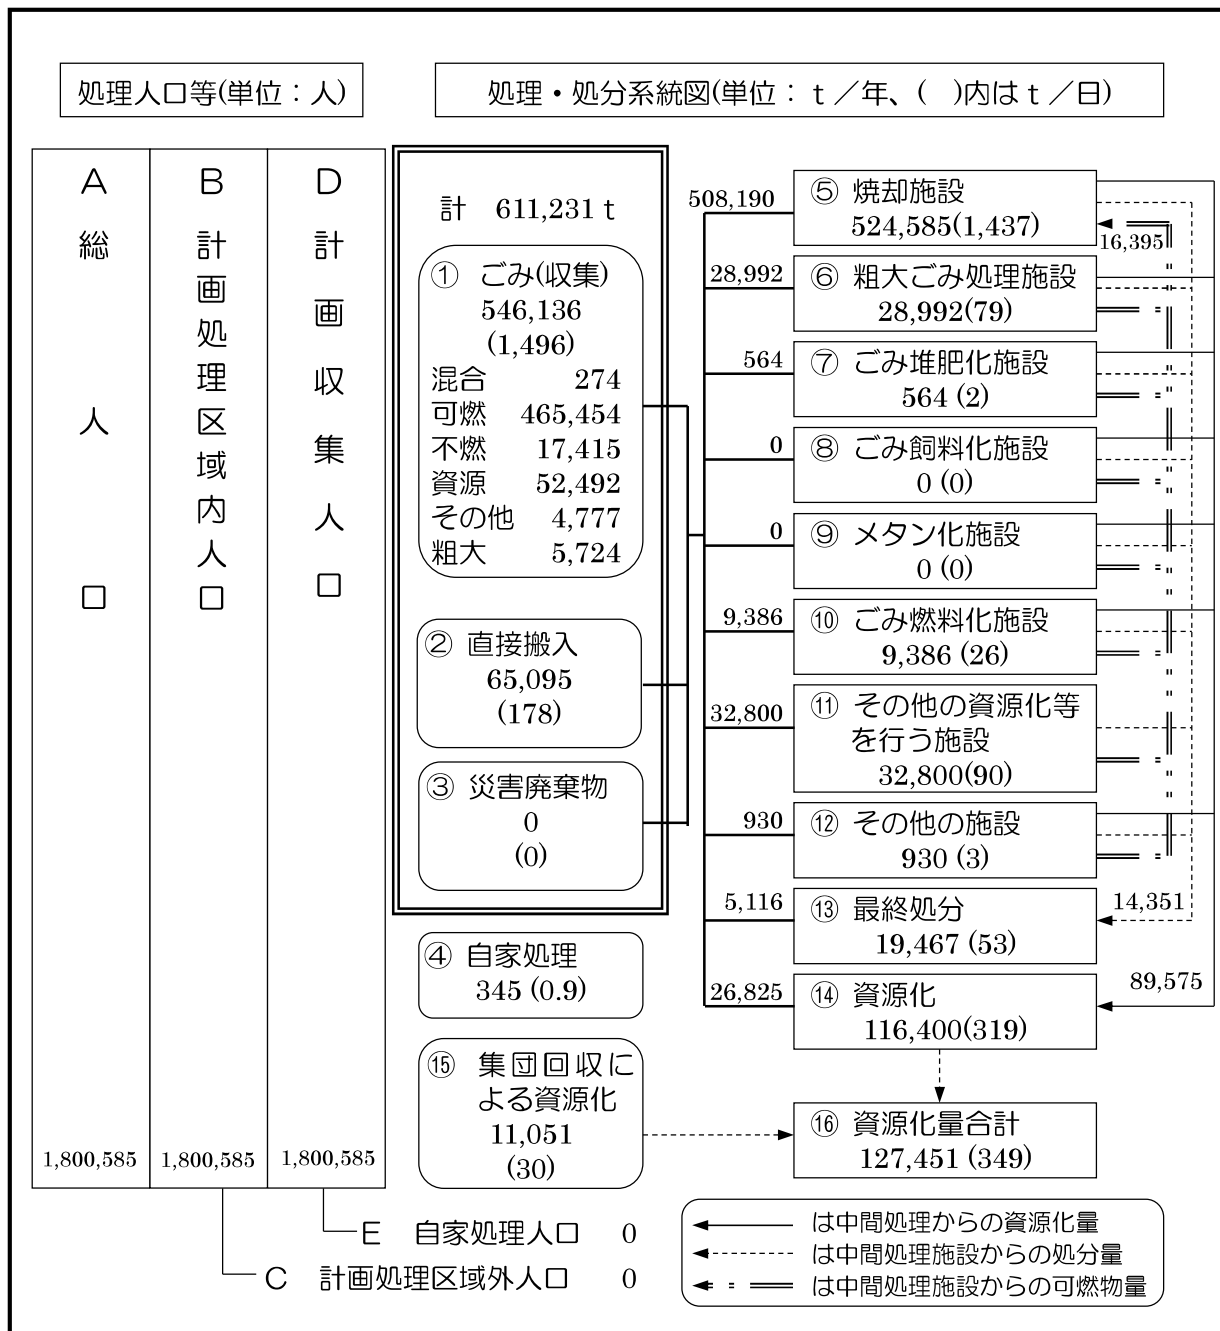 処理人口等(単位：人)
処理・処分系統図(単位：ｔ／年、(　)内はｔ／日)
A 総人口
1,800,585
B 計画処理区域内人口
1,800,585
D 計画収集人口
1,800,585
E 自家処理人口 0
C 計画処理区域外人口 0
計 611,231ｔ
① ごみ(収集)
546,136
(1,496)
混合 274
可燃 465,454
不燃 17,415
資源 52,492
その他 4,777
粗大 5,724
② 直接搬入
65,095
(178)
③ 災害廃棄物
0
(0)
④ 自家処理
345 (0.9)
⑮ 集団回収に
よる資源化
11,051
(30)
508,190
⑤ 焼却施設
524,585(1,437)
16,395
28,992
⑥ 粗大ごみ処理施設
28,992(79)
564
⑦ ごみ堆肥化施設
564 (2)
0
⑧ ごみ飼料化施設
0 (0)
0
⑨ メタン化施設
0 (0)
9,386
⑩ ごみ燃料化施設
9,386 (26)
32,800
⑪ その他の資源化等
を行う施設
32,800(90)
930
⑫ その他の施設
930 (3)
5,116
⑬ 最終処分
19,467 (53)
14,351
26,825
⑭ 資源化
116,400(319)
89,575
⑯ 資源化量合計
127,451 (349)
は中間処理からの資源化量
は中間処理施設からの処分量
は中間処理施設からの可燃物量